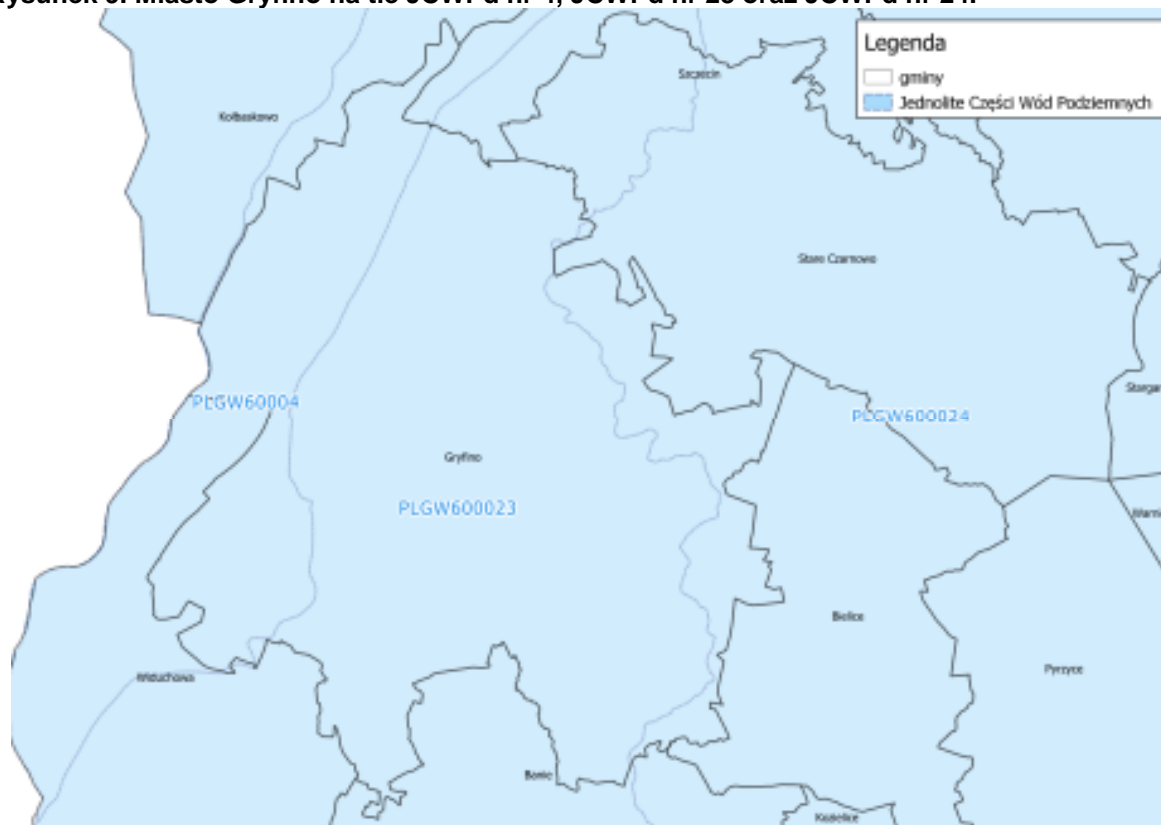 Rysunek 5. Miasto Gryfino na tle JCWPd nr 4, JCWPd nr 23 oraz JCWPd nr 24.
Legenda
gminy
Jednolite Części Wód Podziemnych
Szczecin
Kołbaskowo
Stare Czarnowo
PLGW60004
PLGW600024
Gryfino
PLGW600023
Bielice
Pyrzyce
Widuchowa
Banie
Kozielice